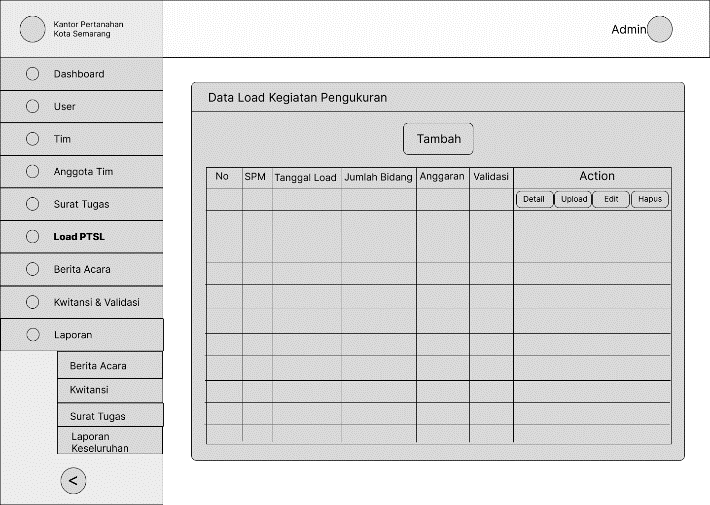 Kantor Pertanahan
Kota Semarang
Admin
Dashboard
User
Tim
Anggota Tim
Surat Tugas
Load PTSL
Berita Acara
Kwitansi & Validasi
Laporan
Berita Acara
Kwitansi
Surat Tugas
Laporan
Keseluruhan
<
Data Load Kegiatan Pengukuran
Tambah
No SPM Tanggal Load Jumlah Bidang Anggaran Validasi Action
Detail Upload Edit Hapus